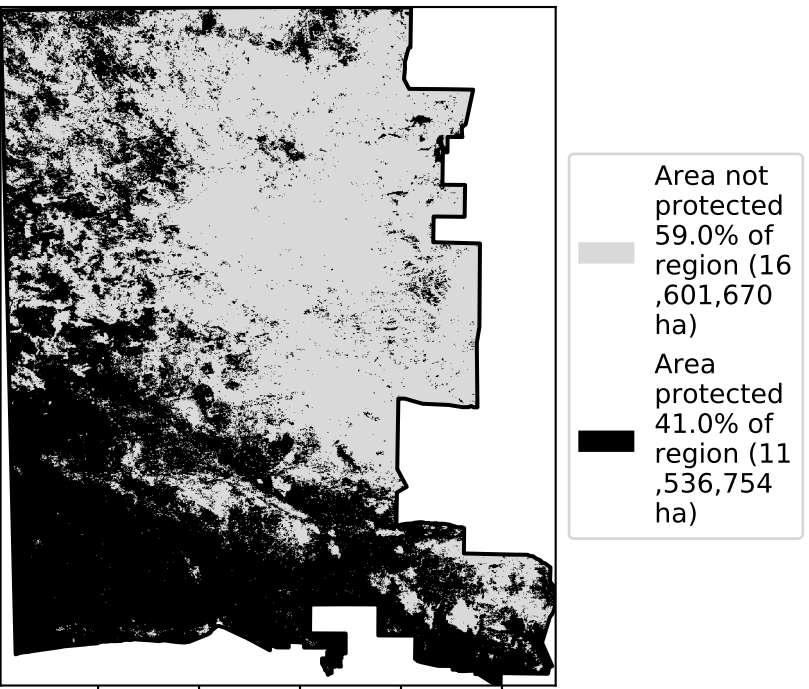 Area not
protected
59.0% of
region (16
,601,670
ha)
Area
protected
41.0% of
region (11
,536,754
ha)